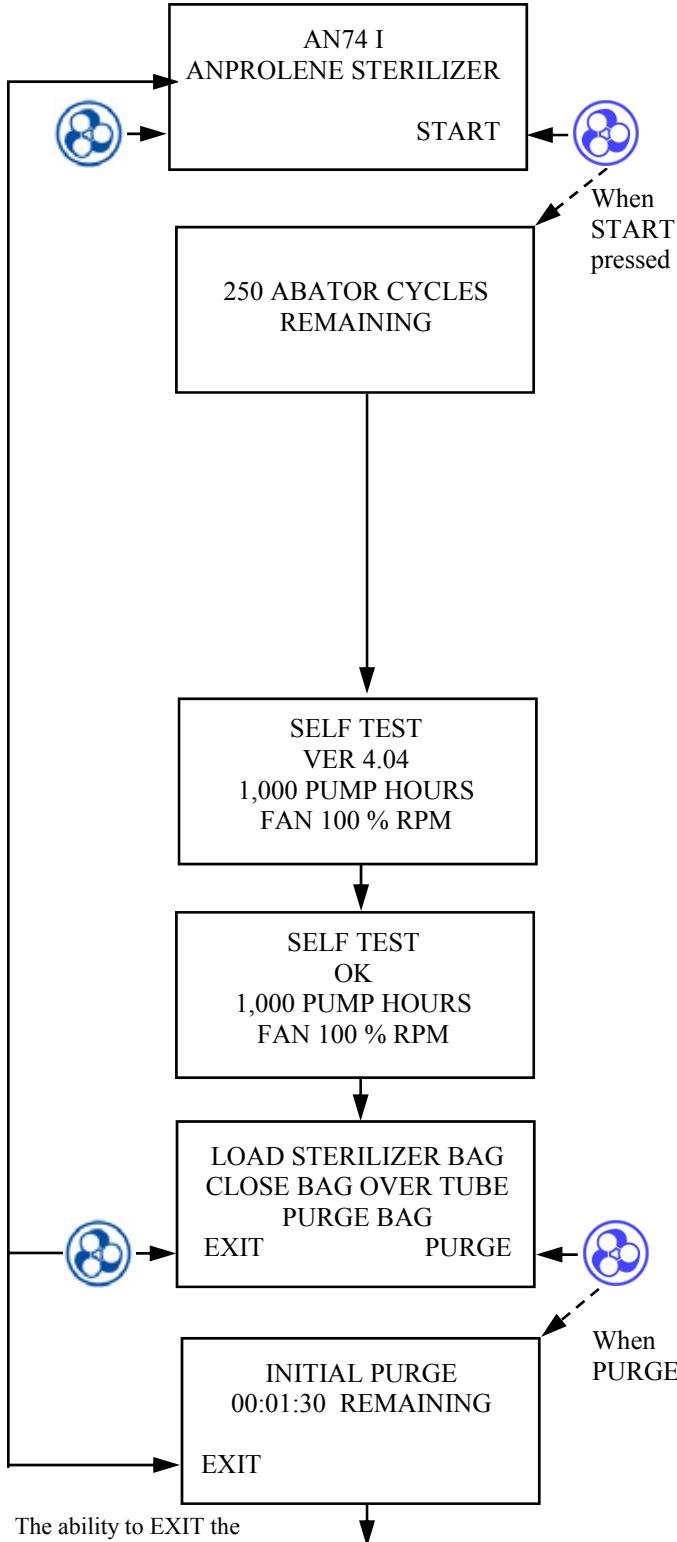 AN74 I
ANPROLENE STERILIZER
START
When
START
pressed
250 ABATOR CYCLES
REMAINING
SELF TEST
VER 4.04
1,000 PUMP HOURS
FAN 100 % RPM
SELF TEST
OK
1,000 PUMP HOURS
FAN 100 % RPM
LOAD STERILIZER BAG
CLOSE BAG OVER TUBE
PURGE BAG
EXIT PURGE
When
PURGE
INITIAL PURGE
00:01:30 REMAINING
EXIT
The ability to EXIT the